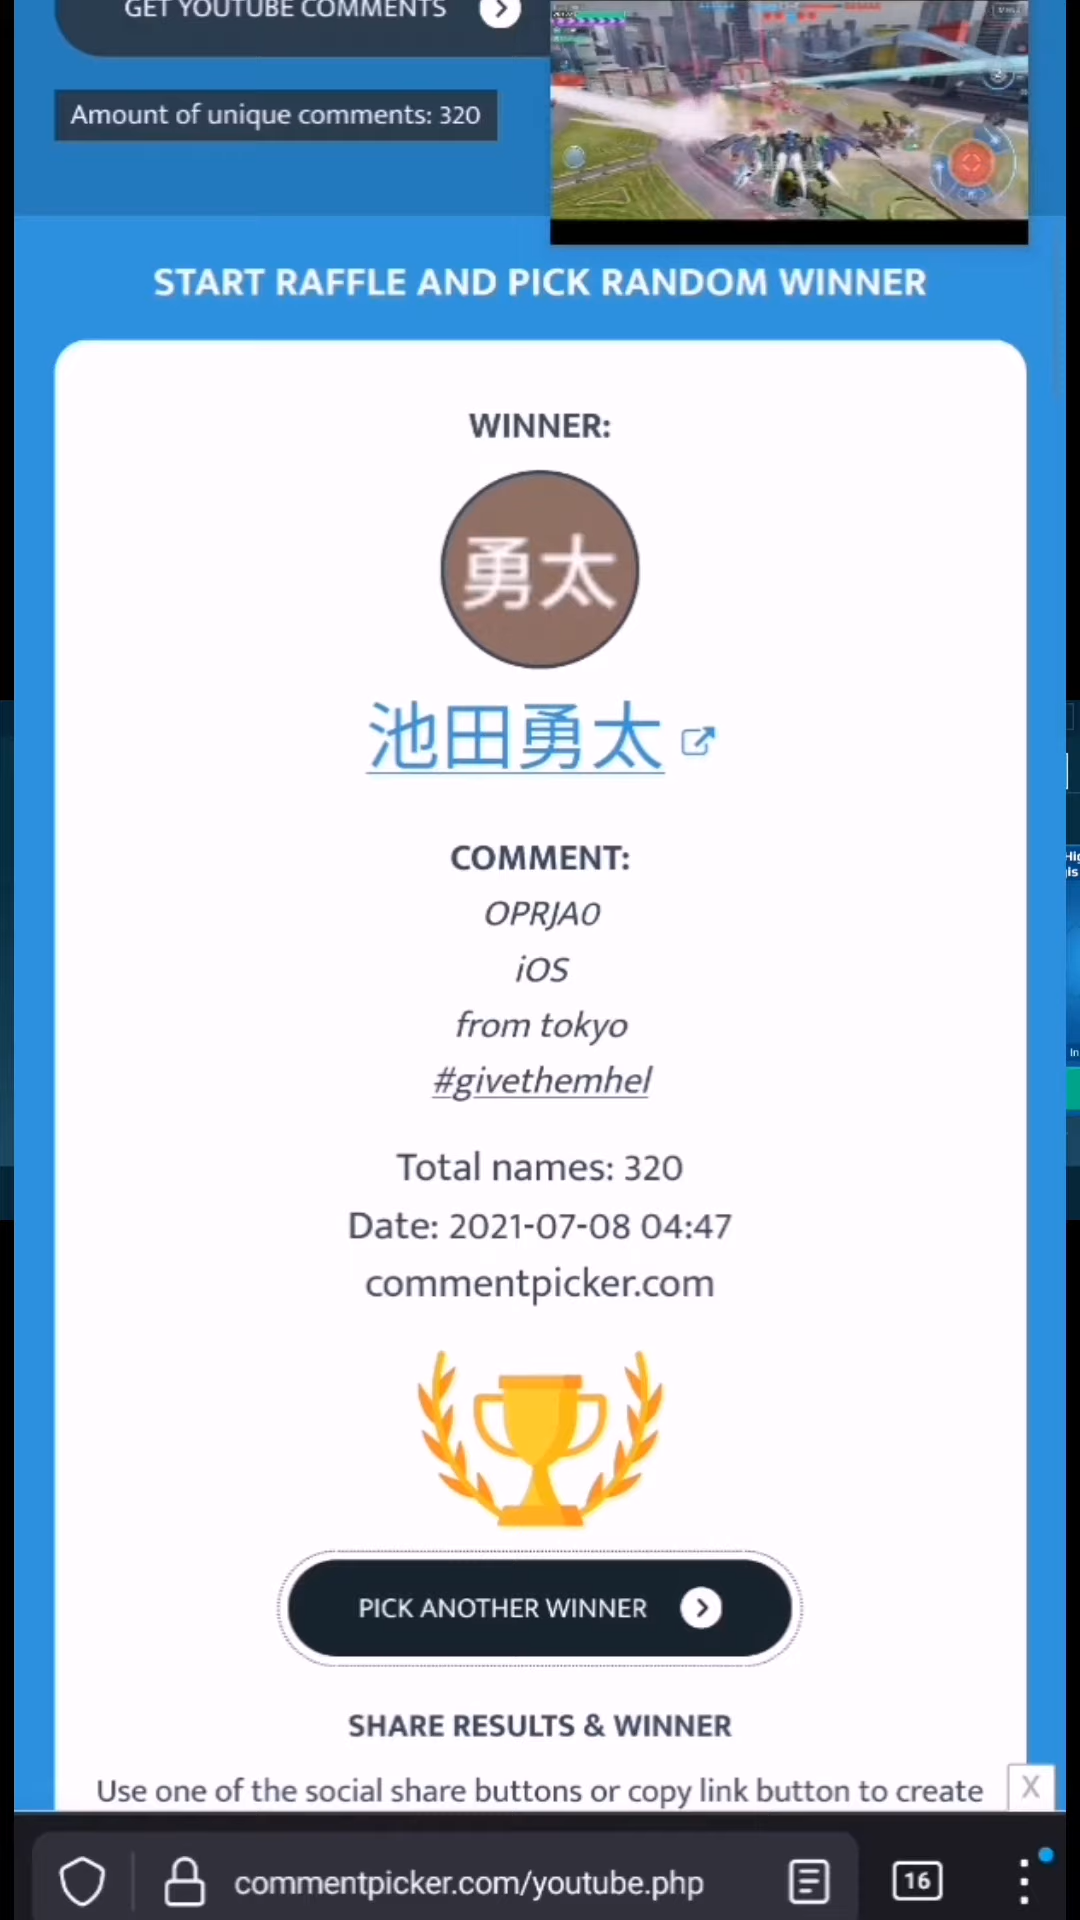 GET YOUTUBE COMMENTS
Amount of unique comments: 320
START RAFFLE AND PICK RANDOM WINNER
WINNER:
勇太
池田勇太
COMMENT:
OPRJA0
iOS
from tokyo
#givethemhel
Total names: 320
Date: 2021-07-08 04:47
commentpicker.com
PICK ANOTHER WINNER
SHARE RESULTS & WINNER
Use one of the social share buttons or copy link button to create
X
commentpicker.com/youtube.php
16